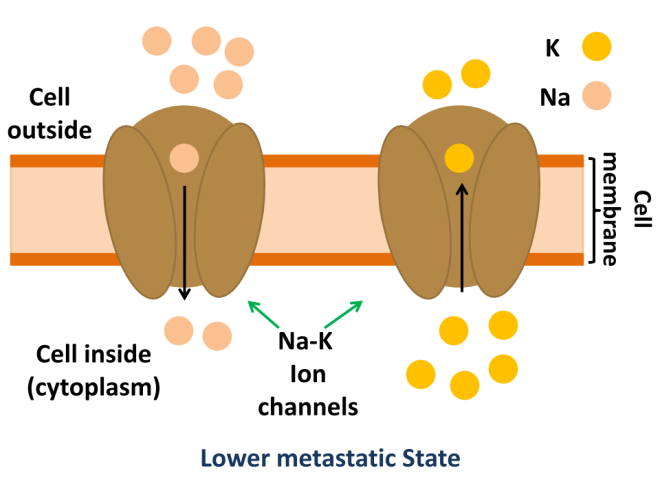 K
Na
Cell
outside
Cell
membrane
Cell inside
(cytoplasm)
Na-K
Ion
channels
Lower metastatic State